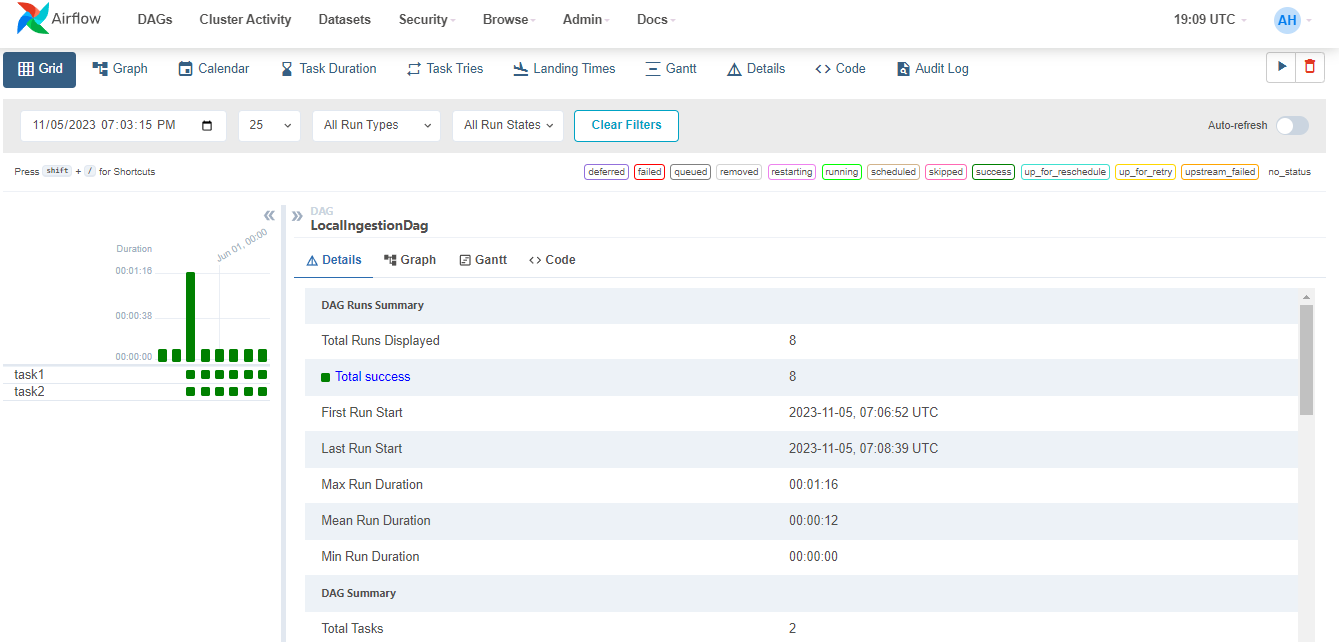 Airflow DAGs Cluster Activity Datasets Security Browse Admin Docs 19:09 UTC AH
Grid Graph Calendar Task Duration Task Tries Landing Times Gantt Details Code Audit Log
11/05/2023 07:03:15 PM 25 All Run Types All Run States Clear Filters Auto-refresh
Press shift + / for Shortcuts deferred failed queued removed restarting running scheduled skipped success up_for_reschedule up_for_retry upstream_failed no_status
DAG
LocalIngestionDag
Jun 01, 00:00
Duration
00:01:16
00:00:38
00:00:00
task1
task2
Details Graph Gantt Code
DAG Runs Summary
Total Runs Displayed 8
Total success 8
First Run Start 2023-11-05, 07:06:52 UTC
Last Run Start 2023-11-05, 07:08:39 UTC
Max Run Duration 00:01:16
Mean Run Duration 00:00:12
Min Run Duration 00:00:00
DAG Summary
Total Tasks 2